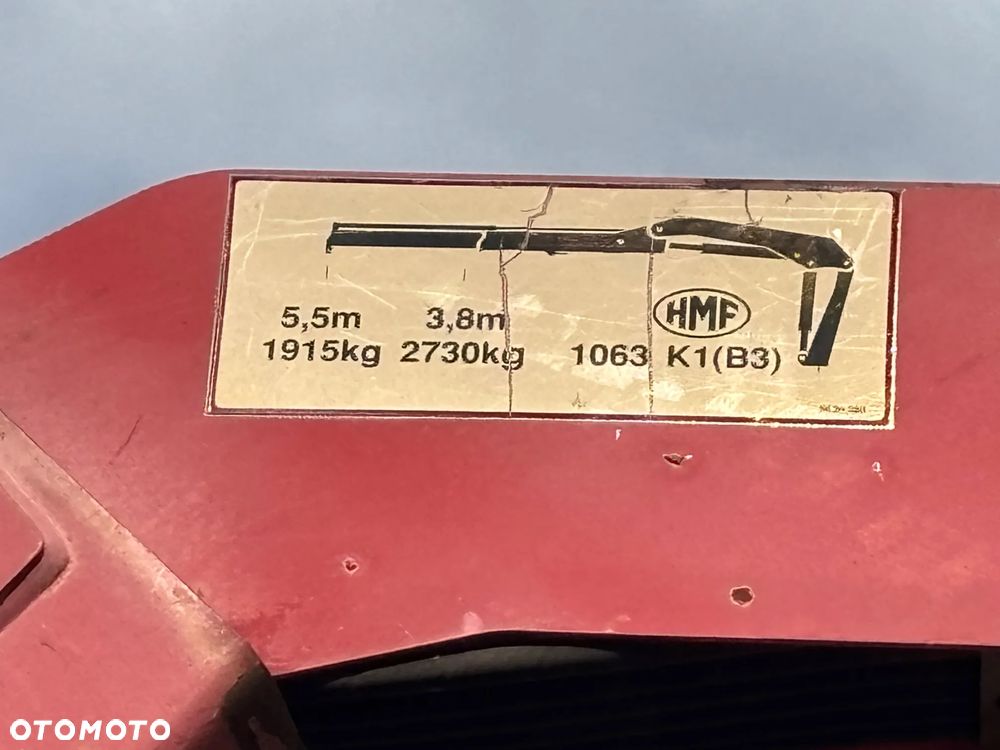 5,5m 3,8m HMF
1915kg 2730kg 1063 K1(B3)
OTOMOTO